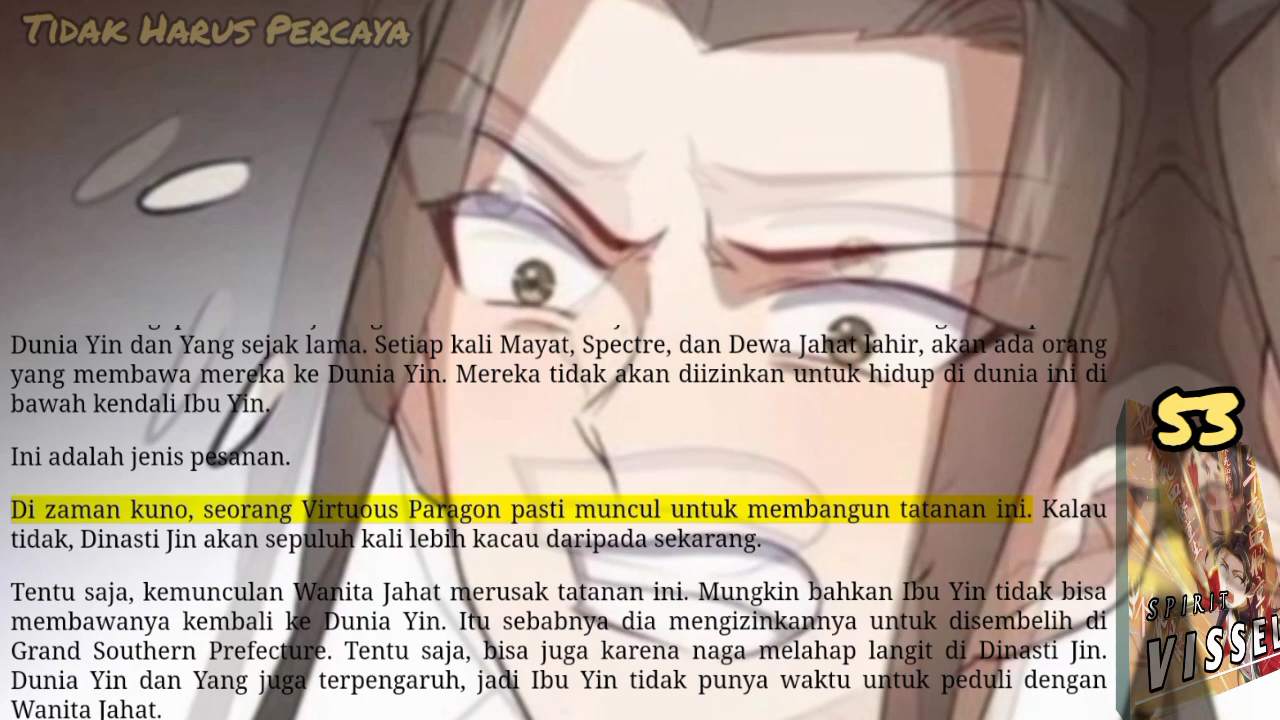 Tidak Harus Percaya
Dunia Yin dan Yang sejak lama. Setiap kali Mayat, Spectre, dan Dewa Jahat lahir, akan ada orang
yang membawa mereka ke Dunia Yin. Mereka tidak akan diizinkan untuk hidup di dunia ini di
bawah kendali Ibu Yin.
Ini adalah jenis pesanan.
Di zaman kuno, seorang Virtuous Paragon pasti muncul untuk membangun tatanan ini. Kalau
tidak, Dinasti Jin akan sepuluh kali lebih kacau daripada sekarang.
Tentu saja, kemunculan Wanita Jahat merusak tatanan ini. Mungkin bahkan Ibu Yin tidak bisa
membawanya kembali ke Dunia Yin. Itu sebabnya dia mengizinkannya untuk disembelih di
Grand Southern Prefecture. Tentu saja, bisa juga karena naga melahap langit di Dinasti Jin.
Dunia Yin dan Yang juga terpengaruh, jadi Ibu Yin tidak punya waktu untuk peduli dengan
Wanita Jahat.
53
SPIRIT
VISSEL